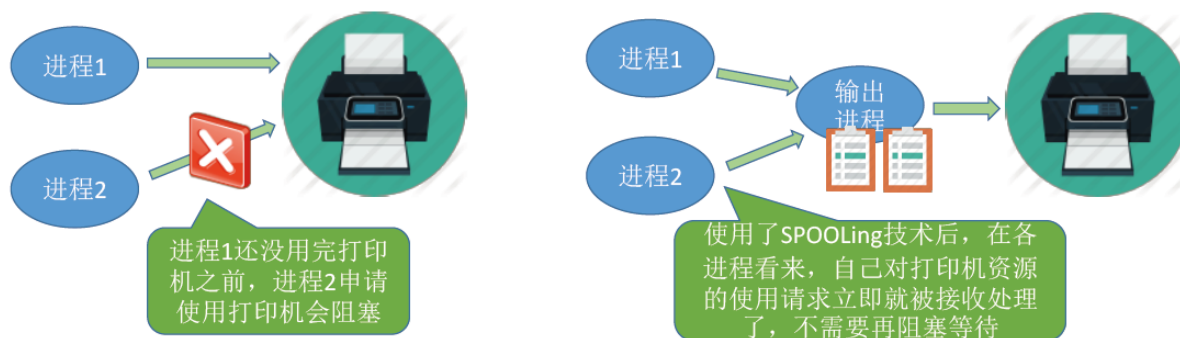 进程1
进程2
进程1还没用完打印
机之前，进程2申请
使用打印机会阻塞
进程1
进程2
输出
进程
使用了SPOOLing技术后，在各
进程看来，自己对打印机资源
的使用请求立即就被接收处理
了，不需要再阻塞等待